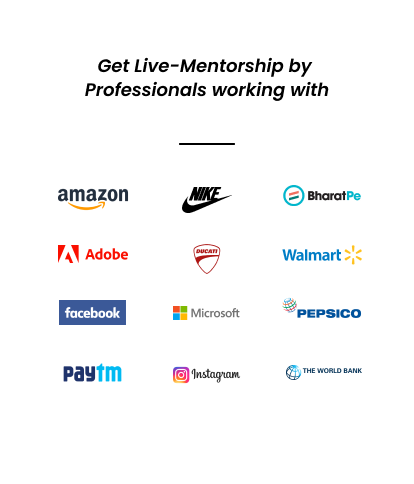 Get Live-Mentorship by
Professionals working with
amazon
NIKE
BharatPe
Adobe
DUCATI
Walmart
facebook
Microsoft
PEPSICO
paytm
Instagram
THE WORLD BANK